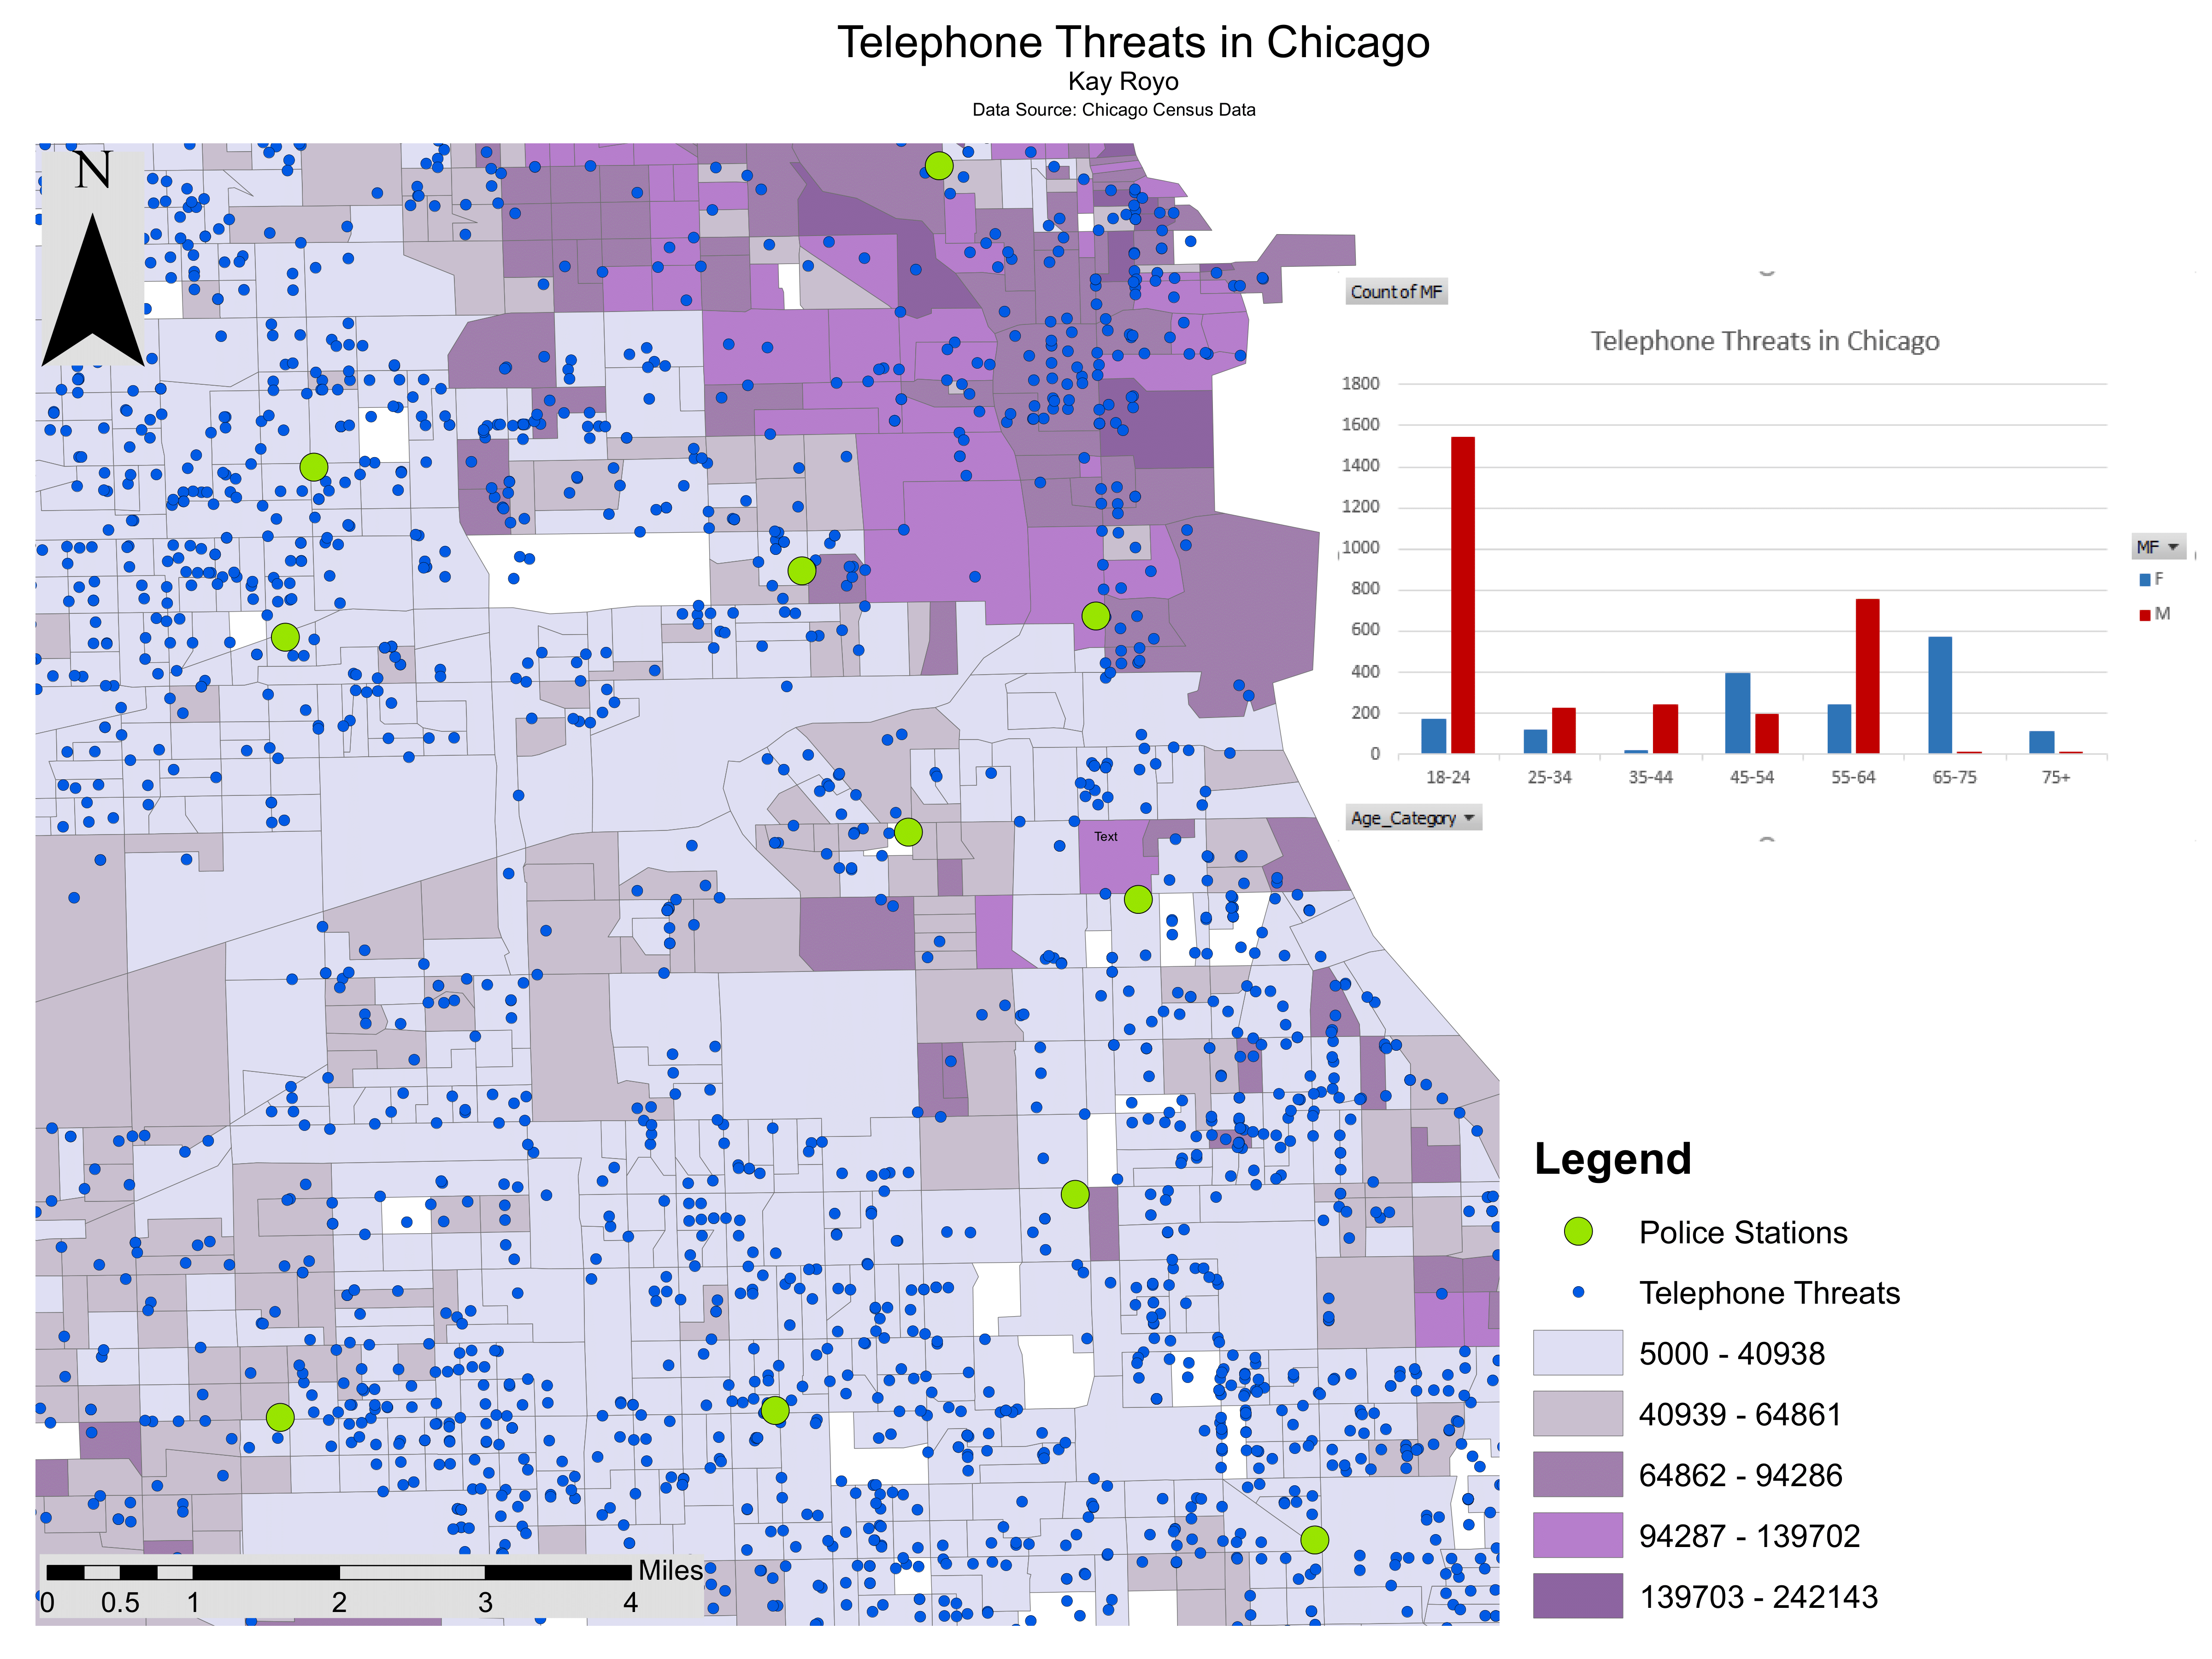 Telephone Threats in Chicago
Kay Royo
Data Source: Chicago Census Data
N
Count of MF
Telephone Threats in Chicago
1800
1600
1400
1200
1000
800
600
400
200
0
18-24 25-34 35-44 45-54 55-64 65-75 75+
MF
F
M
Age_Category
Text
Legend
Police Stations
Telephone Threats
5000 - 40938
40939 - 64861
64862 - 94286
94287 - 139702
139703 - 242143
Miles
0 0.5 1 2 3 4